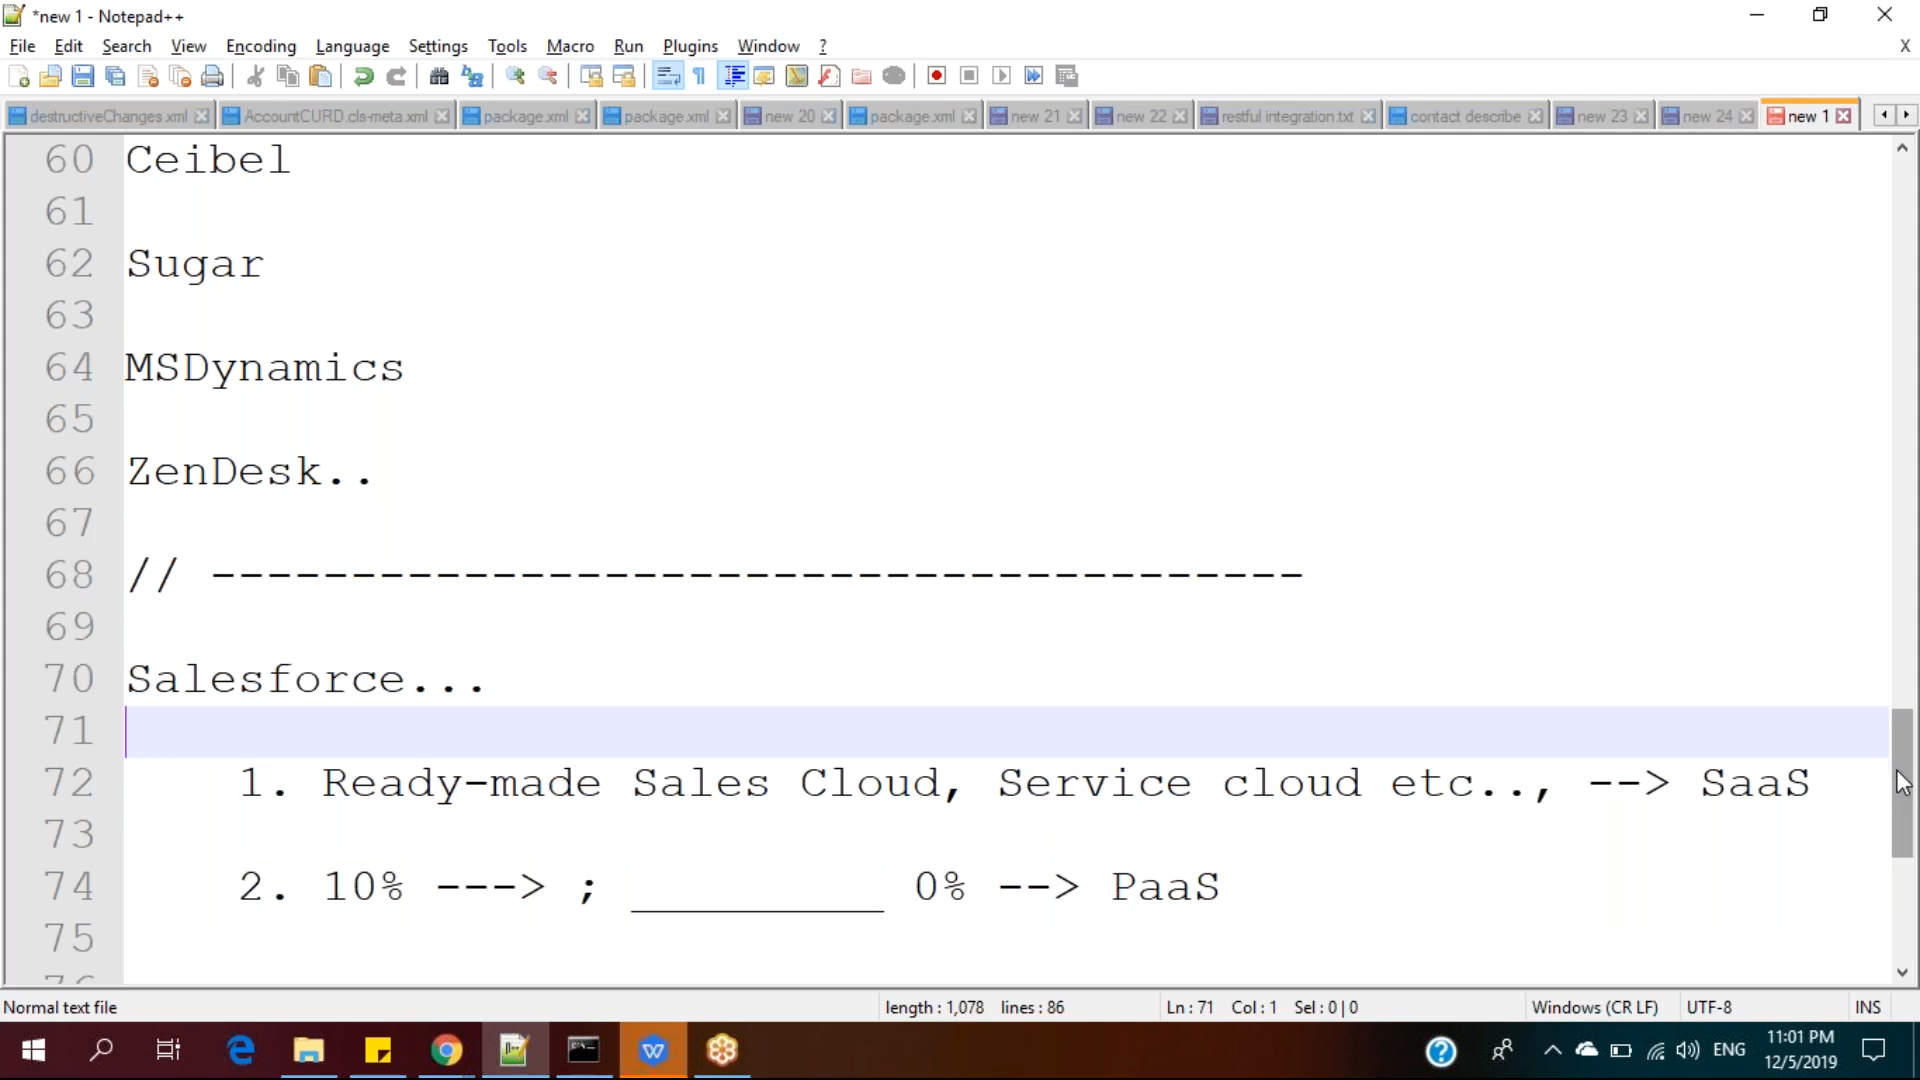 *new 1 - Notepad++
File Edit Search View Encoding Language Settings Tools Macro Run Plugins Window ? X
destructiveChanges.xml AccountCURD.cls-meta.xml package.xml package.xml new 20 package.xml new 21 new 22 restful integration.txt contact describe new 23 new 24 new 1
60 Ceibel
61
62 Sugar
63
64 MSDynamics
65
66 ZenDesk..
67
68 // ---------------------------------------
69
70 Salesforce...
71
72 1. Ready-made Sales Cloud, Service cloud etc.., --> SaaS
73
74 2. 10% ---> ; _________ 0% --> PaaS
75
76
Normal text file length : 1,078 lines : 86 Ln : 71 Col : 1 Sel : 0 | 0 Windows (CR LF) UTF-8 INS
ENG 11:01 PM
12/5/2019